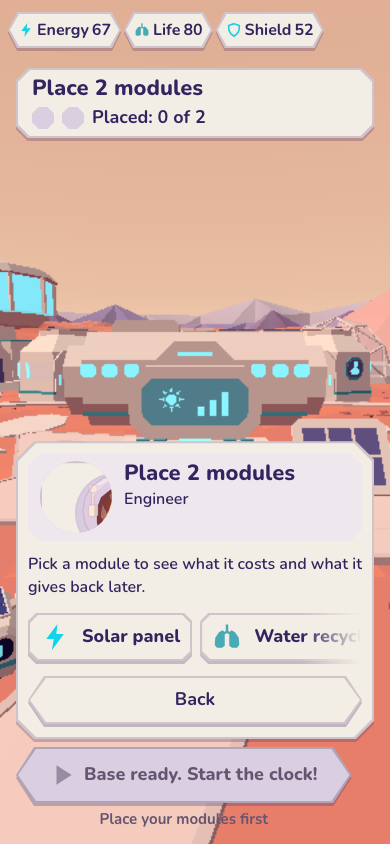 Energy 67
Life 80
Shield 52
Place 2 modules
Placed: 0 of 2
Place 2 modules
Engineer
Pick a module to see what it costs and what it
gives back later.
Solar panel
Water recycl
Back
Base ready. Start the clock!
Place your modules first